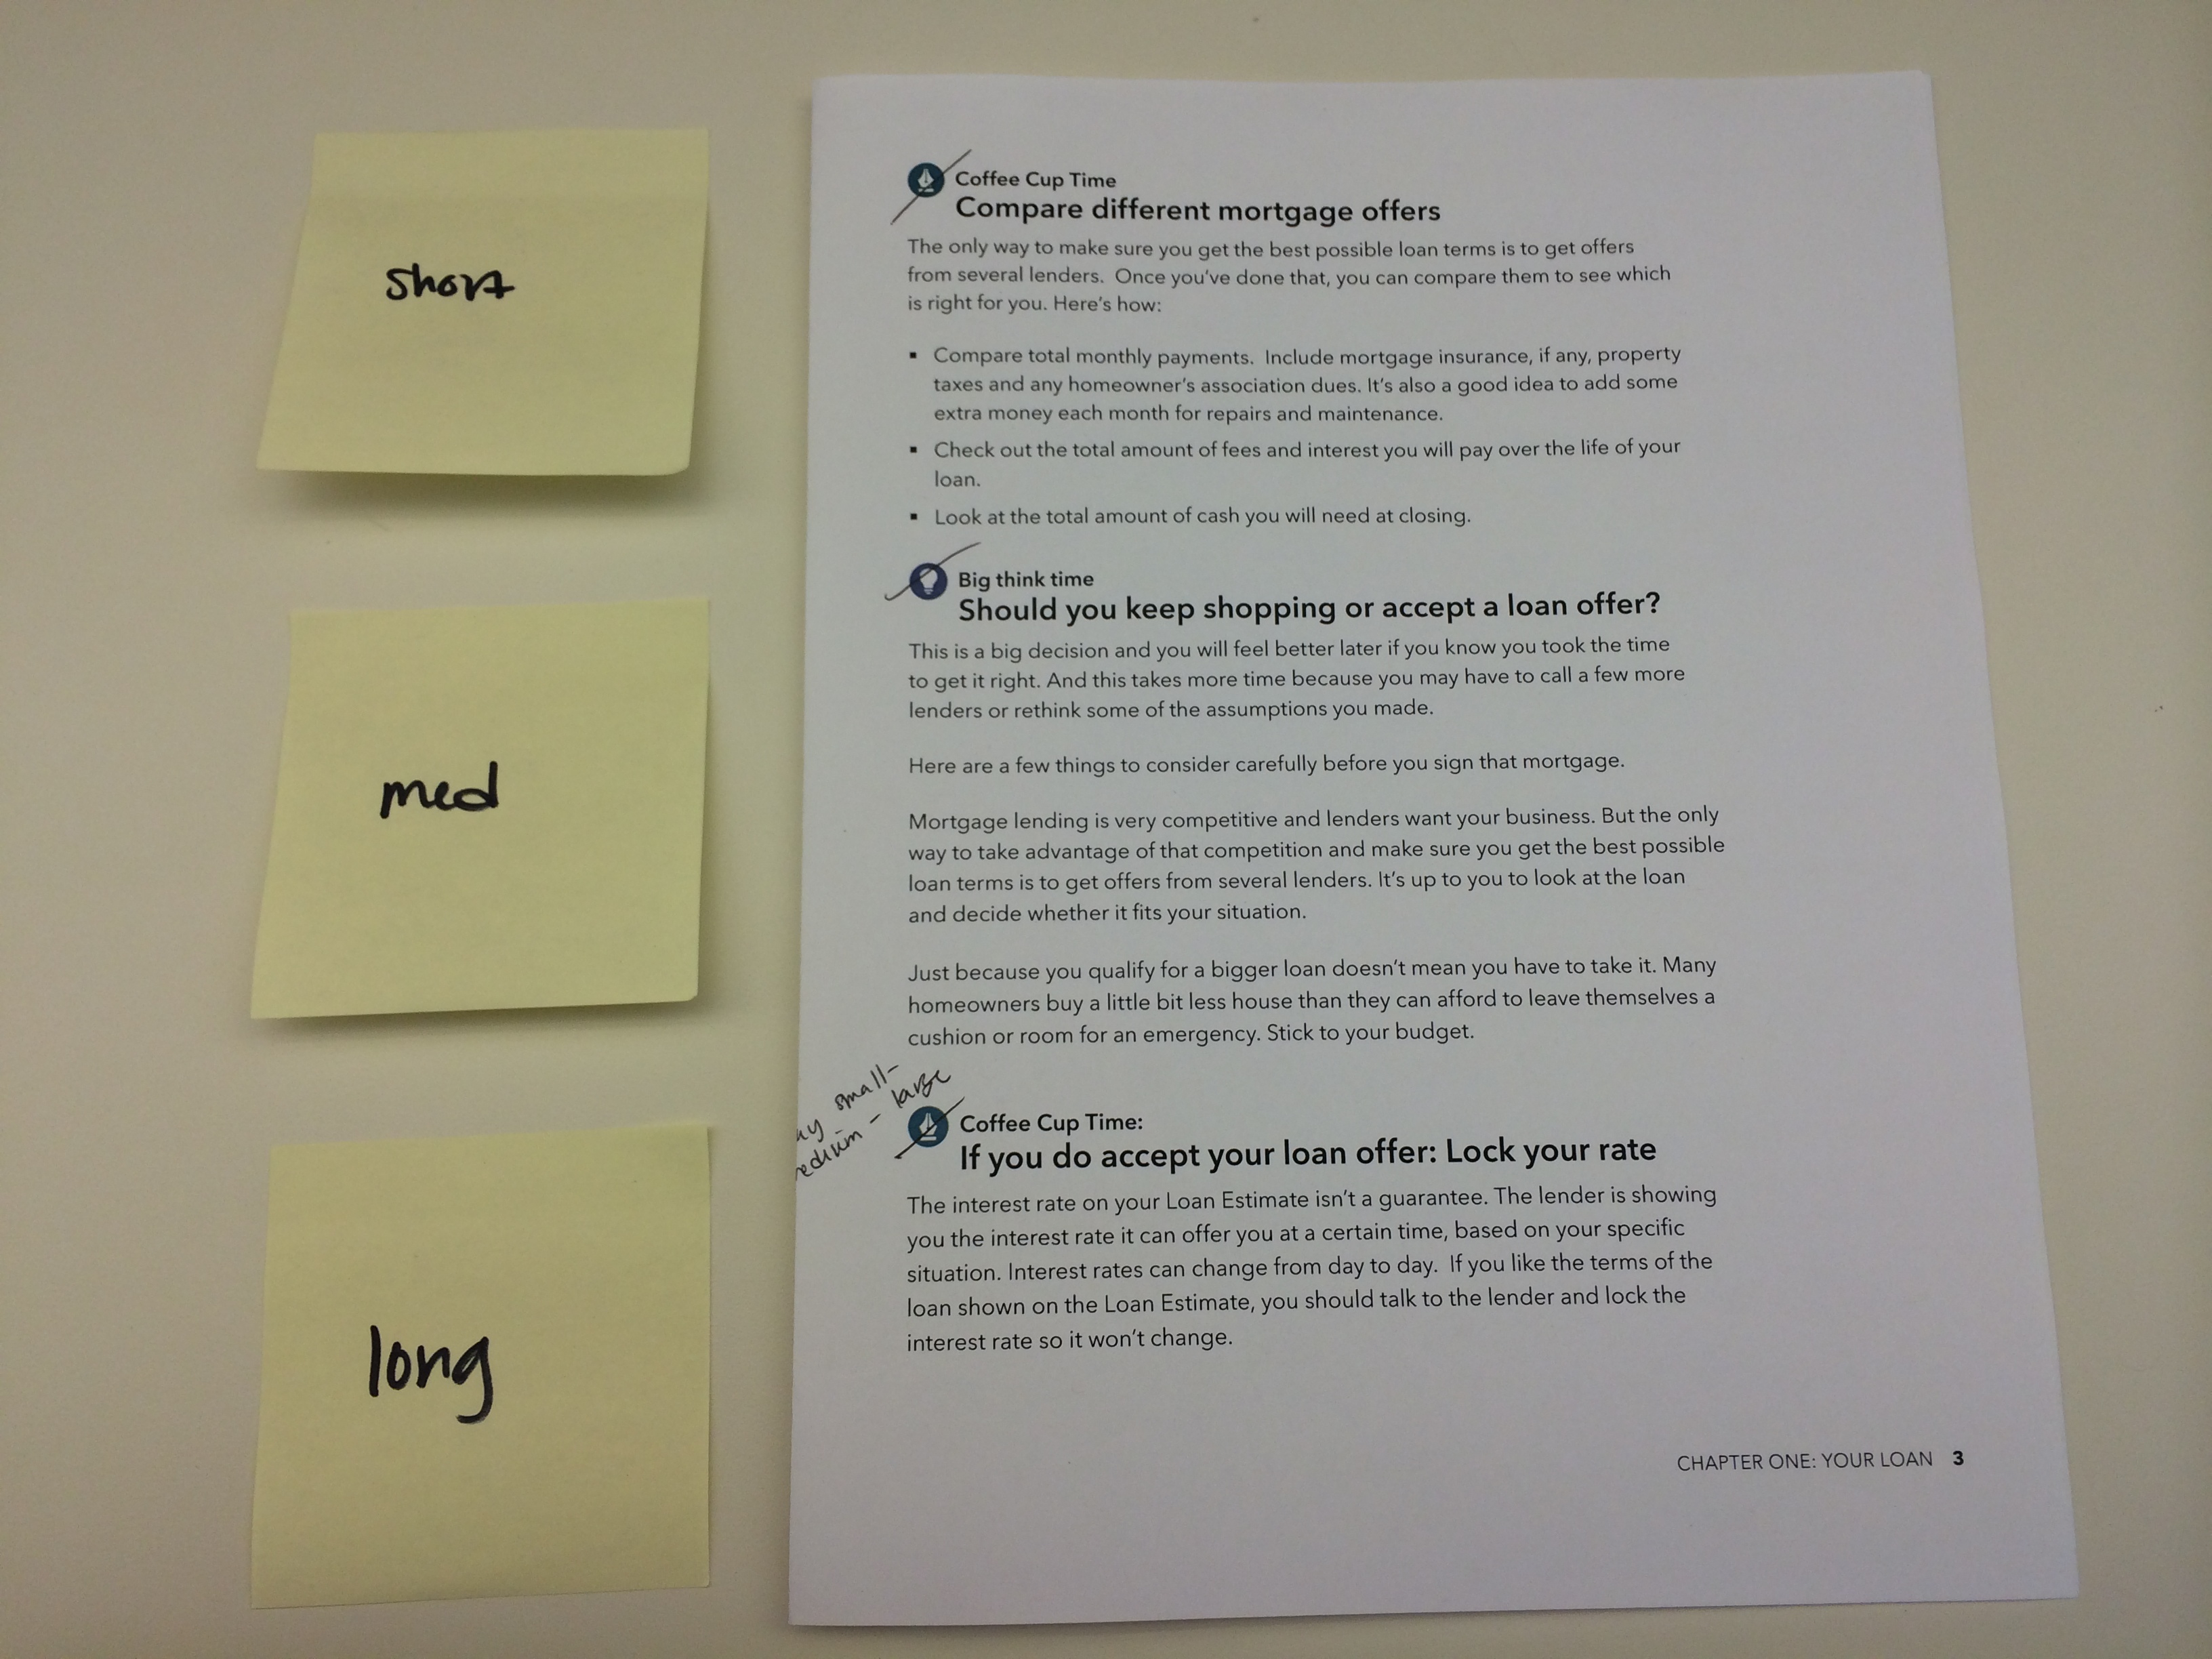 short
med
long
Coffee Cup Time
Compare different mortgage offers
The only way to make sure you get the best possible loan terms is to get offers
from several lenders. Once you've done that, you can compare them to see which
is right for you. Here's how:
▪ Compare total monthly payments. Include mortgage insurance, if any, property
taxes and any homeowner's association dues. It's also a good idea to add some
extra money each month for repairs and maintenance.
▪ Check out the total amount of fees and interest you will pay over the life of your
loan.
▪ Look at the total amount of cash you will need at closing.
Big think time
Should you keep shopping or accept a loan offer?
This is a big decision and you will feel better later if you know you took the time
to get it right. And this takes more time because you may have to call a few more
lenders or rethink some of the assumptions you made.
Here are a few things to consider carefully before you sign that mortgage.
Mortgage lending is very competitive and lenders want your business. But the only
way to take advantage of that competition and make sure you get the best possible
loan terms is to get offers from several lenders. It's up to you to look at the loan
and decide whether it fits your situation.
Just because you qualify for a bigger loan doesn't mean you have to take it. Many
homeowners buy a little bit less house than they can afford to leave themselves a
cushion or room for an emergency. Stick to your budget.
small-
edium - large
Coffee Cup Time:
If you do accept your loan offer: Lock your rate
The interest rate on your Loan Estimate isn't a guarantee. The lender is showing
you the interest rate it can offer you at a certain time, based on your specific
situation. Interest rates can change from day to day. If you like the terms of the
loan shown on the Loan Estimate, you should talk to the lender and lock the
interest rate so it won't change.
CHAPTER ONE: YOUR LOAN 3